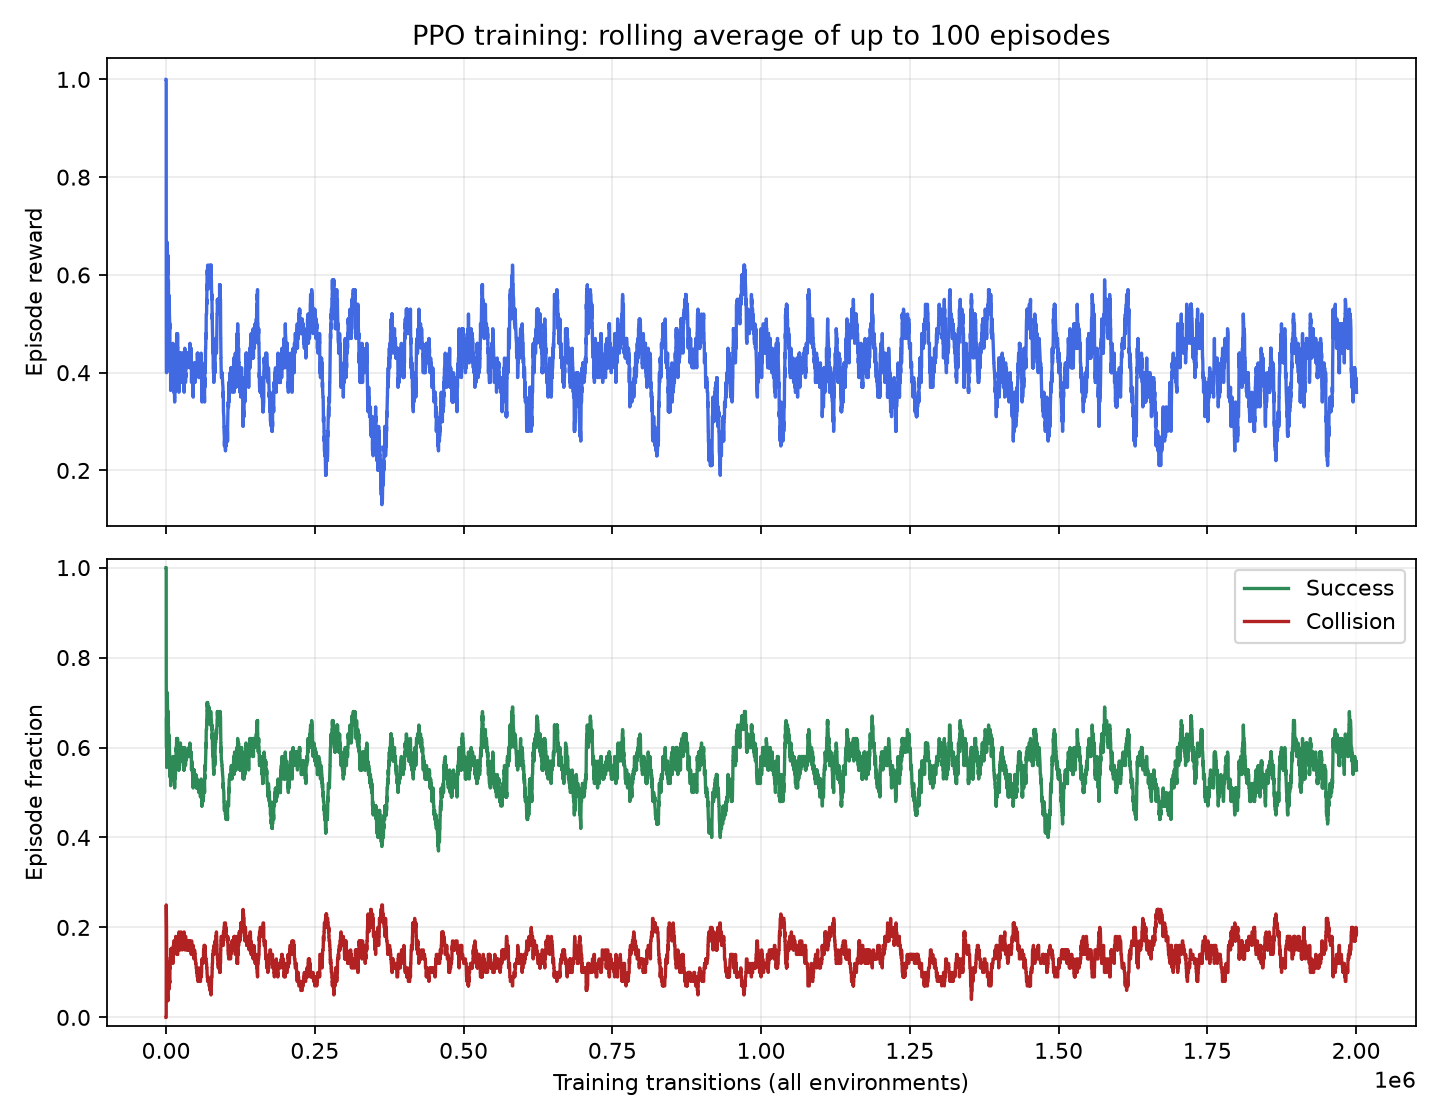 PPO training: rolling average of up to 100 episodes
1.0
0.8
0.6
0.4
0.2
Episode reward
1.0
0.8
0.6
0.4
0.2
0.0
Episode fraction
Success
Collision
0.00 0.25 0.50 0.75 1.00 1.25 1.50 1.75 2.00
1e6
Training transitions (all environments)